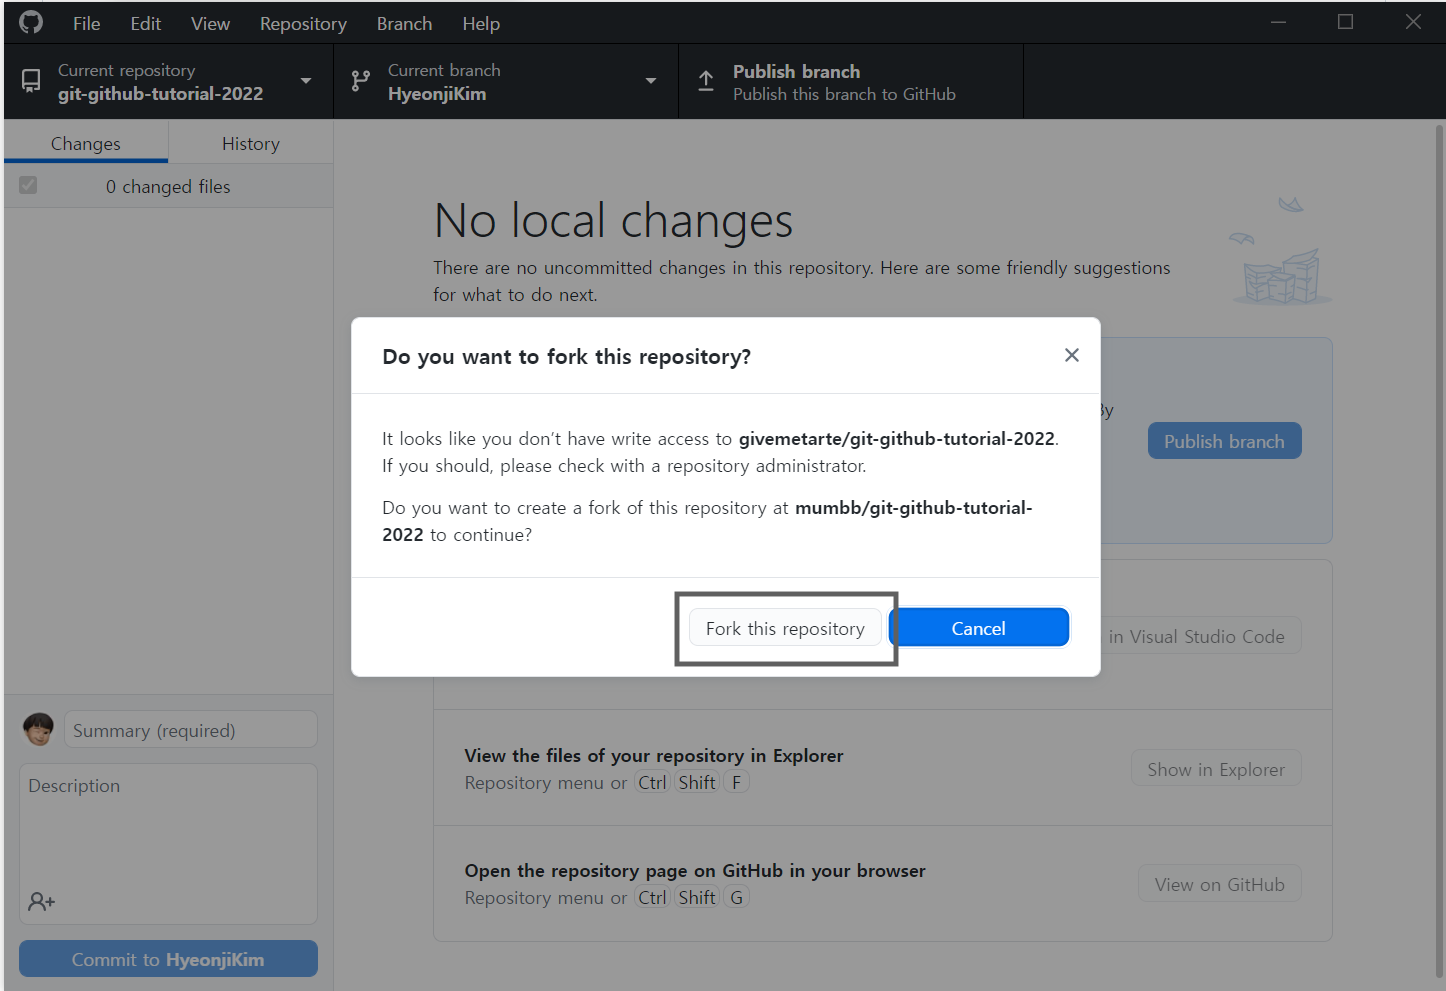 File Edit View Repository Branch Help
Current repository
git-github-tutorial-2022
Current branch
HyeonjiKim
Publish branch
Publish this branch to GitHub
Changes History
0 changed files
No local changes
There are no uncommitted changes in this repository. Here are some friendly suggestions
for what to do next.
By
Publish branch
Do you want to fork this repository?
It looks like you don’t have write access to givemetarte/git-github-tutorial-2022.
If you should, please check with a repository administrator.
Do you want to create a fork of this repository at mumbb/git-github-tutorial-
2022 to continue?
Fork this repository Cancel
in Visual Studio Code
View the files of your repository in Explorer
Repository menu or Ctrl Shift F
Show in Explorer
Open the repository page on GitHub in your browser
Repository menu or Ctrl Shift G
View on GitHub
Summary (required)
Description
Commit to HyeonjiKim